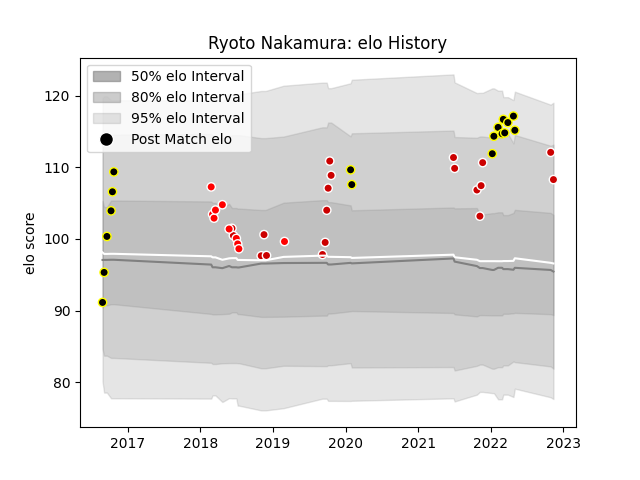 Ryoto Nakamura: elo History
50% elo Interval
80% elo Interval
95% elo Interval
Post Match elo
elo score
120
110
100
90
80
2017
2018
2019
2020
2021
2022
2023